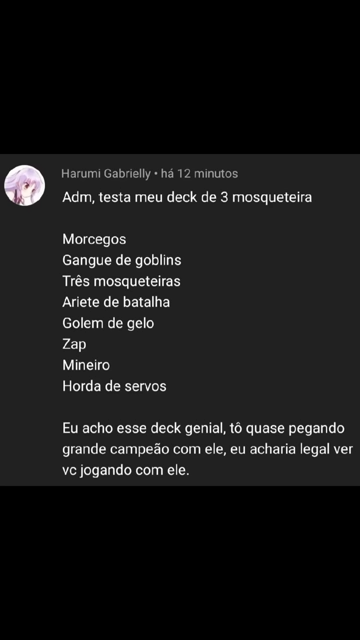 Harumi Gabrielly • há 12 minutos
Adm, testa meu deck de 3 mosqueteira
Morcegos
Gangue de goblins
Três mosqueteiras
Ariete de batalha
Golem de gelo
Zap
Mineiro
Horda de servos
Eu acho esse deck genial, tô quase pegando
grande campeão com ele, eu acharia legal ver
vc jogando com ele.